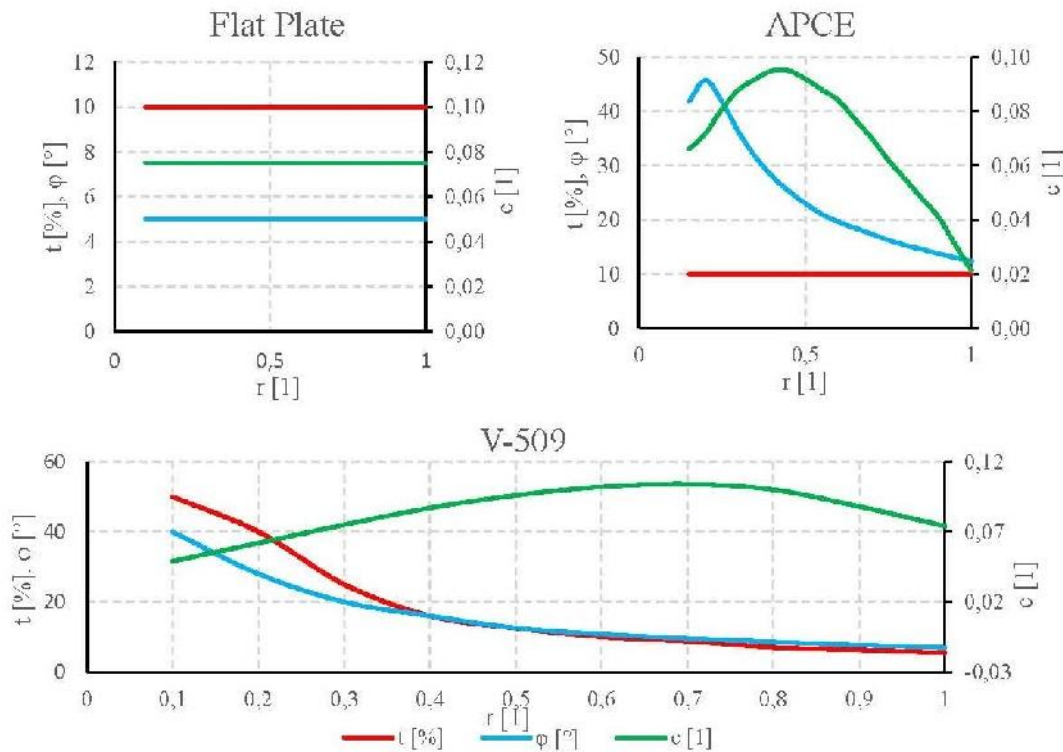 Flat Plate
t [%], φ [°]
12
10
8
6
4
2
0
0,12
0,10
0,08
0,06
0,04
0,02
0,00
c [1]
0
0,5
1
r [1]
APCE
t [%], φ [°]
50
40
30
20
10
0
0,10
0,08
0,06
0,04
0,02
0,00
c [1]
0
0,5
1
r [1]
V-509
t [%], φ [°]
60
40
20
0
0,12
0,07
0,02
-0,03
c [1]
0 0,1 0,2 0,3 0,4 0,5 0,6 0,7 0,8 0,9 1
r [1]
t [%] φ [°] c [1]